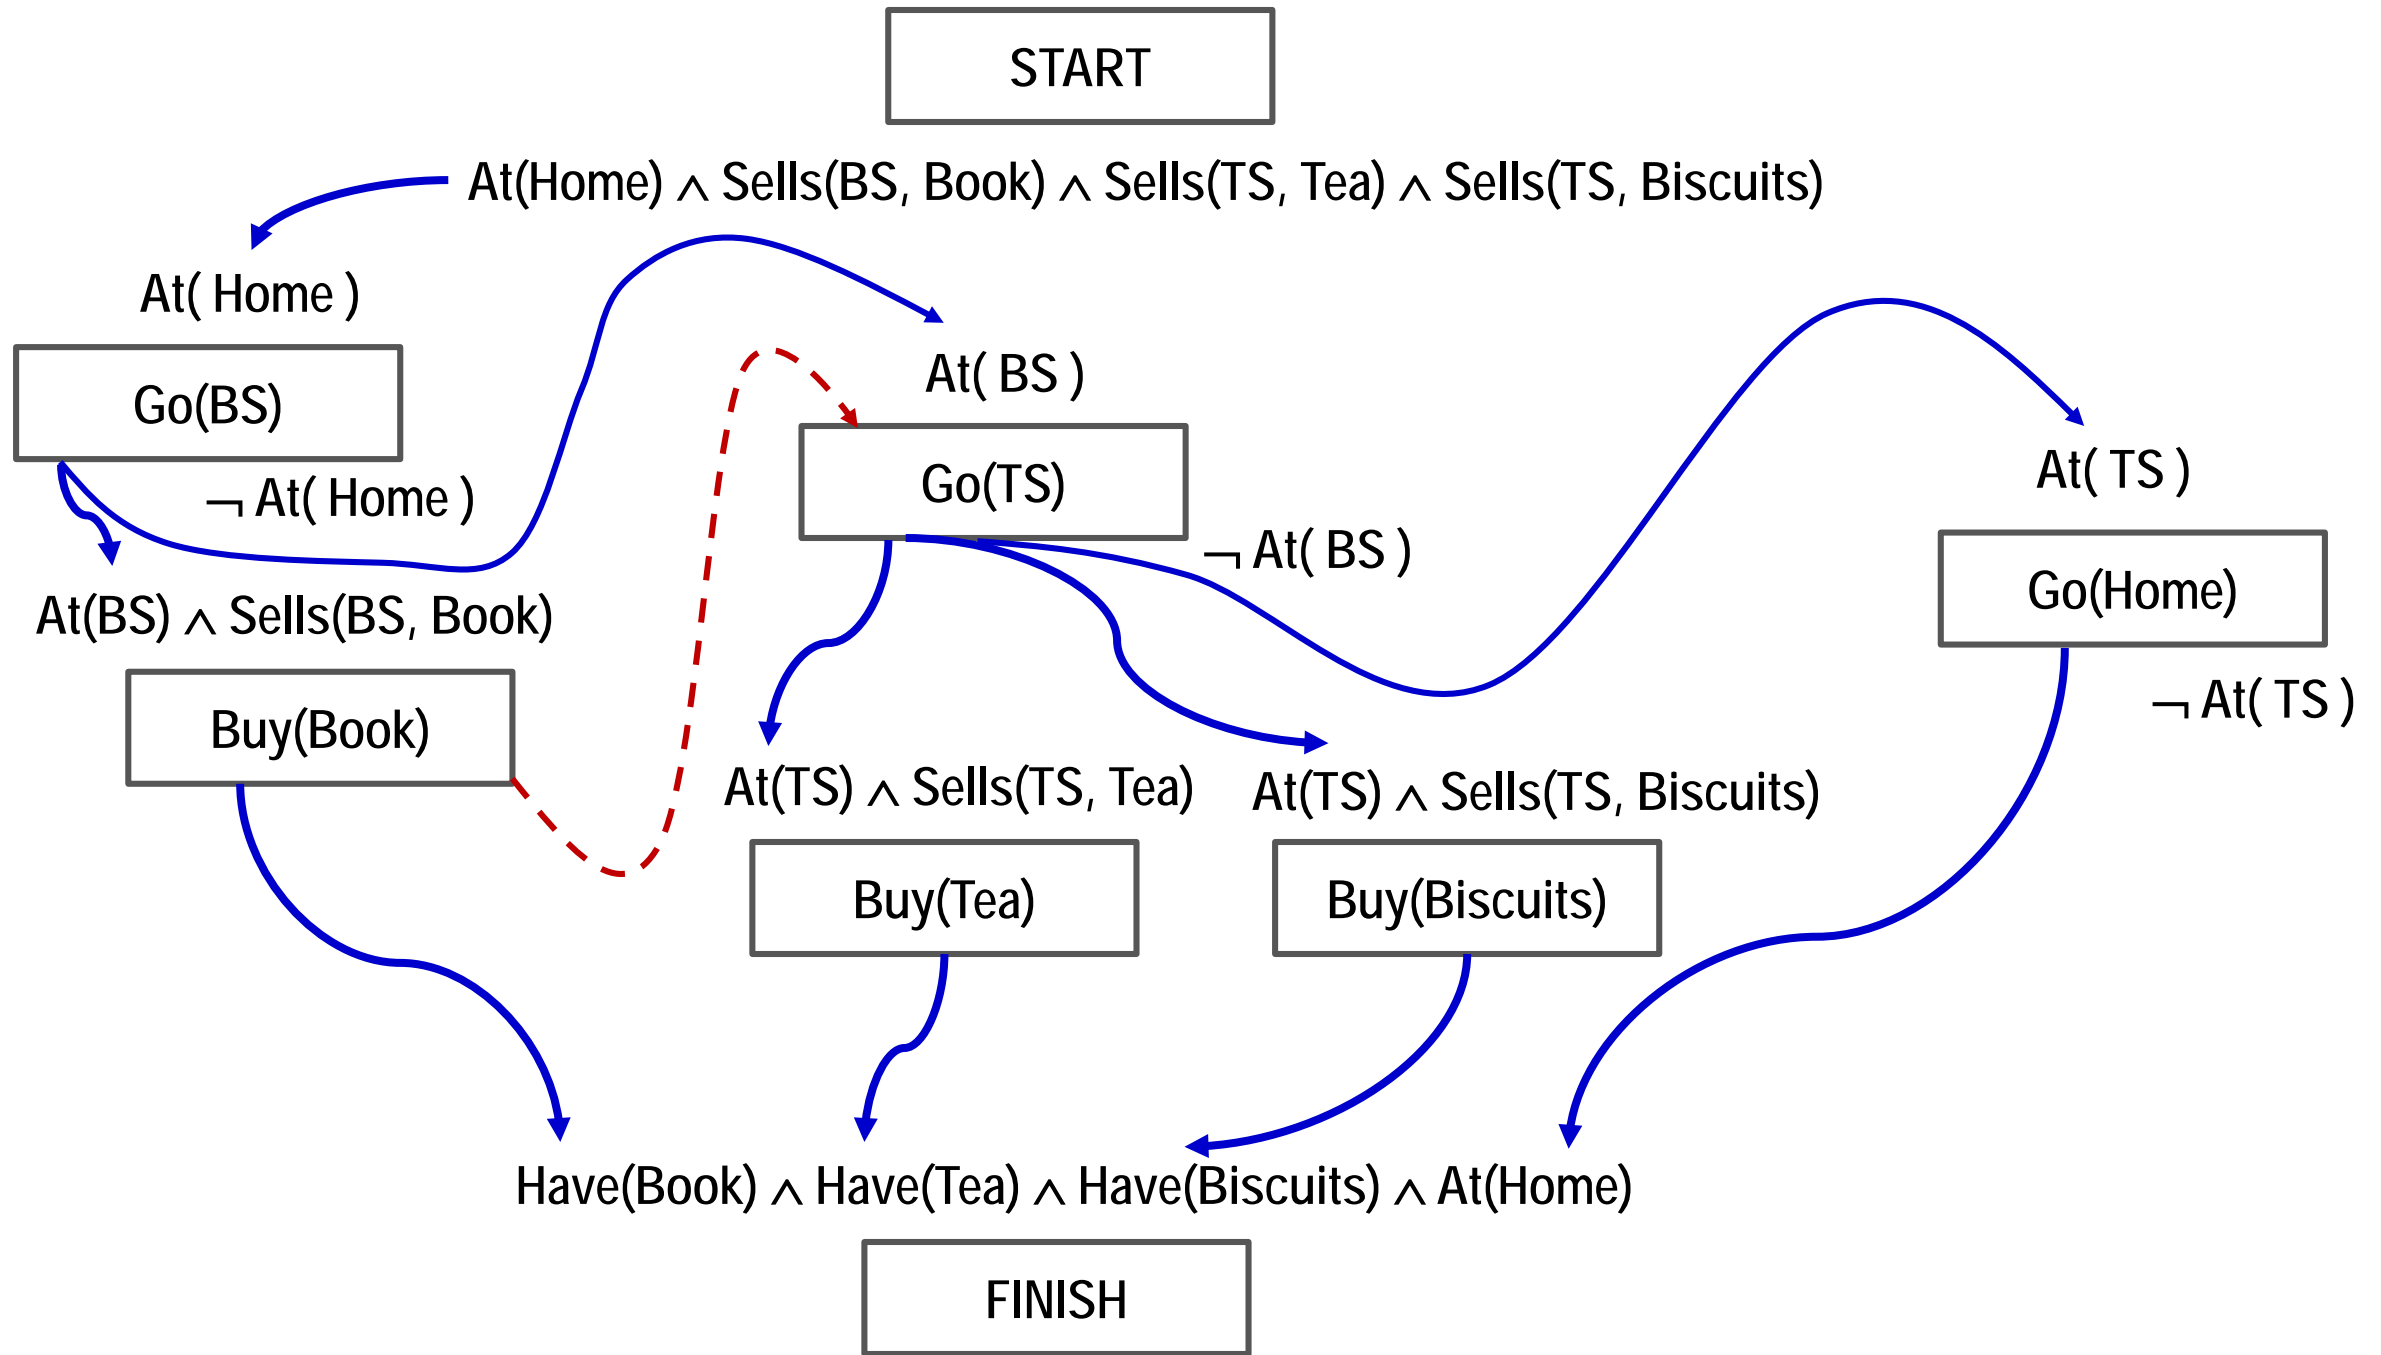 START
At(Home) ∧ Sells(BS, Book) ∧ Sells(TS, Tea) ∧ Sells(TS, Biscuits)
At( Home )
Go(BS)
¬ At( Home )
At( BS )
Go(TS)
¬ At( BS )
At( TS )
Go(Home)
¬ At( TS )
At(BS) ∧ Sells(BS, Book)
Buy(Book)
At(TS) ∧ Sells(TS, Tea)
Buy(Tea)
At(TS) ∧ Sells(TS, Biscuits)
Buy(Biscuits)
Have(Book) ∧ Have(Tea) ∧ Have(Biscuits) ∧ At(Home)
FINISH